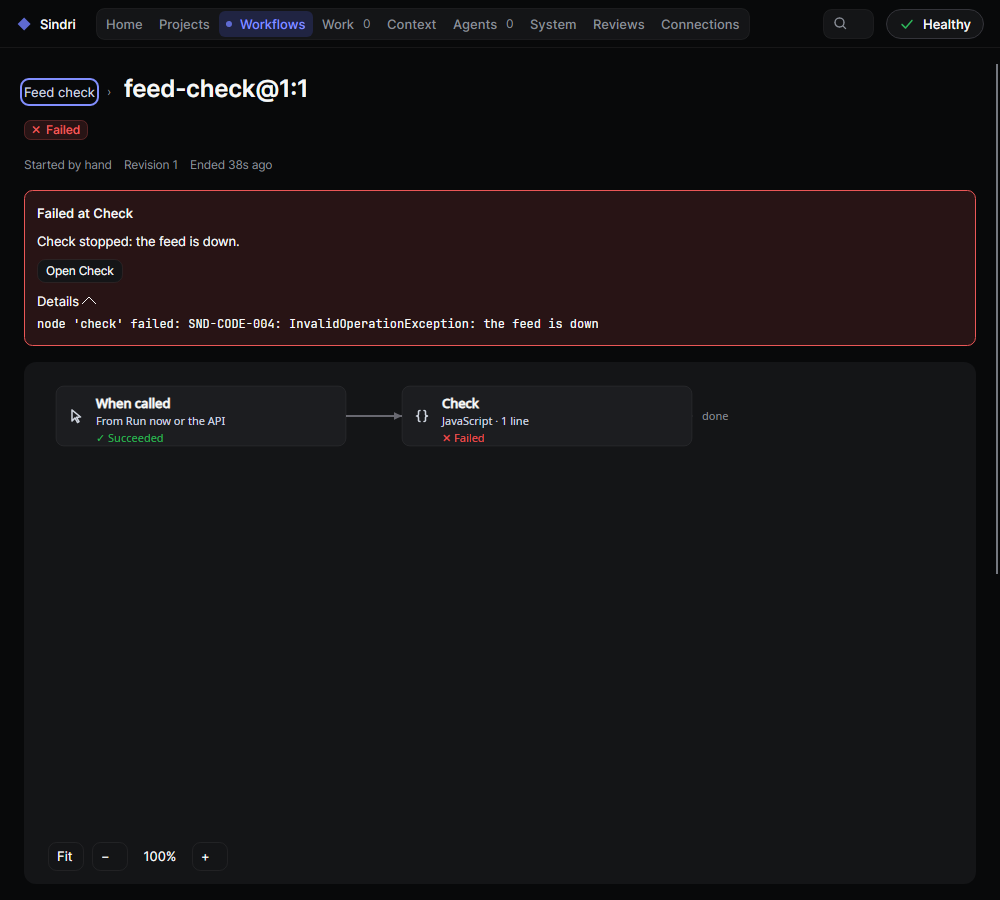 Sindri Home Projects Workflows Work 0 Context Agents 0 System Reviews Connections Healthy
Feed check › feed-check@1:1
✕ Failed
Started by hand Revision 1 Ended 38s ago
Failed at Check
Check stopped: the feed is down.
Open Check
Details
node 'check' failed: SND-CODE-004: InvalidOperationException: the feed is down
When called
From Run now or the API
✓ Succeeded
{} Check
JavaScript · 1 line
✕ Failed
done
Fit − 100% +